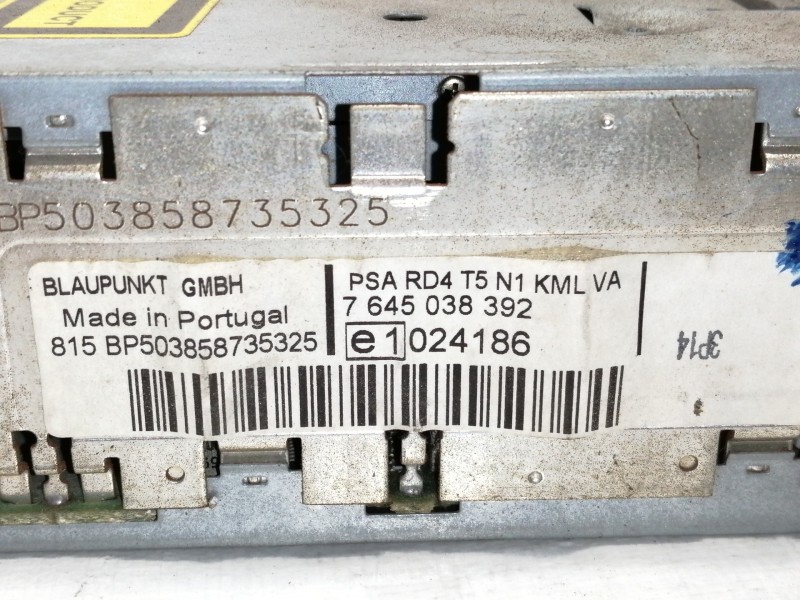 BP503858735325
BLAUPUNKT GMBH
Made in Portugal
815 BP503858735325
PSA RD4 T5 N1 KML VA
7 645 038 392
e1 024186
3P14